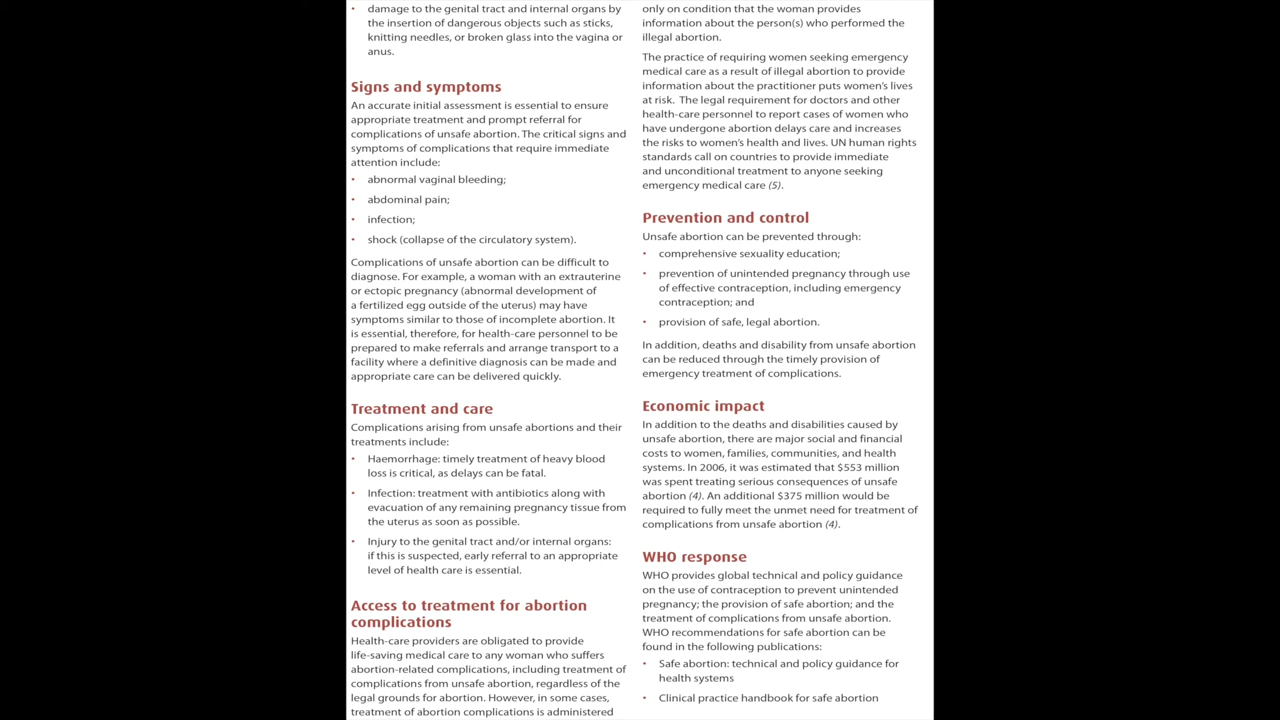 • damage to the genital tract and internal organs by
the insertion of dangerous objects such as sticks,
knitting needles, or broken glass into the vagina or
anus.
Signs and symptoms
An accurate initial assessment is essential to ensure
appropriate treatment and prompt referral for
complications of unsafe abortion. The critical signs and
symptoms of complications that require immediate
attention include:
• abnormal vaginal bleeding;
• abdominal pain;
• infection;
• shock (collapse of the circulatory system).
Complications of unsafe abortion can be difficult to
diagnose. For example, a woman with an extrauterine
or ectopic pregnancy (abnormal development of
a fertilized egg outside of the uterus) may have
symptoms similar to those of incomplete abortion. It
is essential, therefore, for health-care personnel to be
prepared to make referrals and arrange transport to a
facility where a definitive diagnosis can be made and
appropriate care can be delivered quickly.
Treatment and care
Complications arising from unsafe abortions and their
treatments include:
• Haemorrhage: timely treatment of heavy blood
loss is critical, as delays can be fatal.
• Infection: treatment with antibiotics along with
evacuation of any remaining pregnancy tissue from
the uterus as soon as possible.
• Injury to the genital tract and/or internal organs:
if this is suspected, early referral to an appropriate
level of health care is essential.
Access to treatment for abortion
complications
Health-care providers are obligated to provide
life-saving medical care to any woman who suffers
abortion-related complications, including treatment of
complications from unsafe abortion, regardless of the
legal grounds for abortion. However, in some cases,
treatment of abortion complications is administered
only on condition that the woman provides
information about the person(s) who performed the
illegal abortion.
The practice of requiring women seeking emergency
medical care as a result of illegal abortion to provide
information about the practitioner puts women's lives
at risk. The legal requirement for doctors and other
health-care personnel to report cases of women who
have undergone abortion delays care and increases
the risks to women's health and lives. UN human rights
standards call on countries to provide immediate
and unconditional treatment to anyone seeking
emergency medical care (5).
Prevention and control
Unsafe abortion can be prevented through:
• comprehensive sexuality education;
• prevention of unintended pregnancy through use
of effective contraception, including emergency
contraception; and
• provision of safe, legal abortion.
In addition, deaths and disability from unsafe abortion
can be reduced through the timely provision of
emergency treatment of complications.
Economic impact
In addition to the deaths and disabilities caused by
unsafe abortion, there are major social and financial
costs to women, families, communities, and health
systems. In 2006, it was estimated that $553 million
was spent treating serious consequences of unsafe
abortion (4). An additional $375 million would be
required to fully meet the unmet need for treatment of
complications from unsafe abortion (4).
WHO response
WHO provides global technical and policy guidance
on the use of contraception to prevent unintended
pregnancy; the provision of safe abortion; and the
treatment of complications from unsafe abortion.
WHO recommendations for safe abortion can be
found in the following publications:
• Safe abortion: technical and policy guidance for
health systems
• Clinical practice handbook for safe abortion